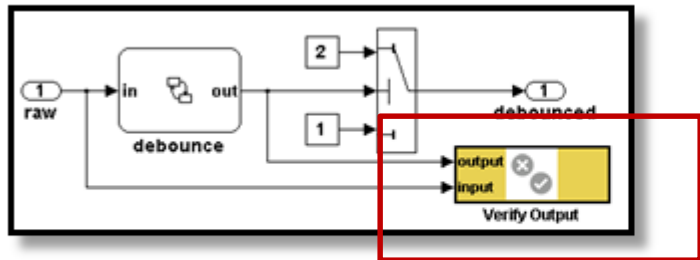 2
1
in
out
1
raw
debounced
debounce
1
output
input
Verify Output